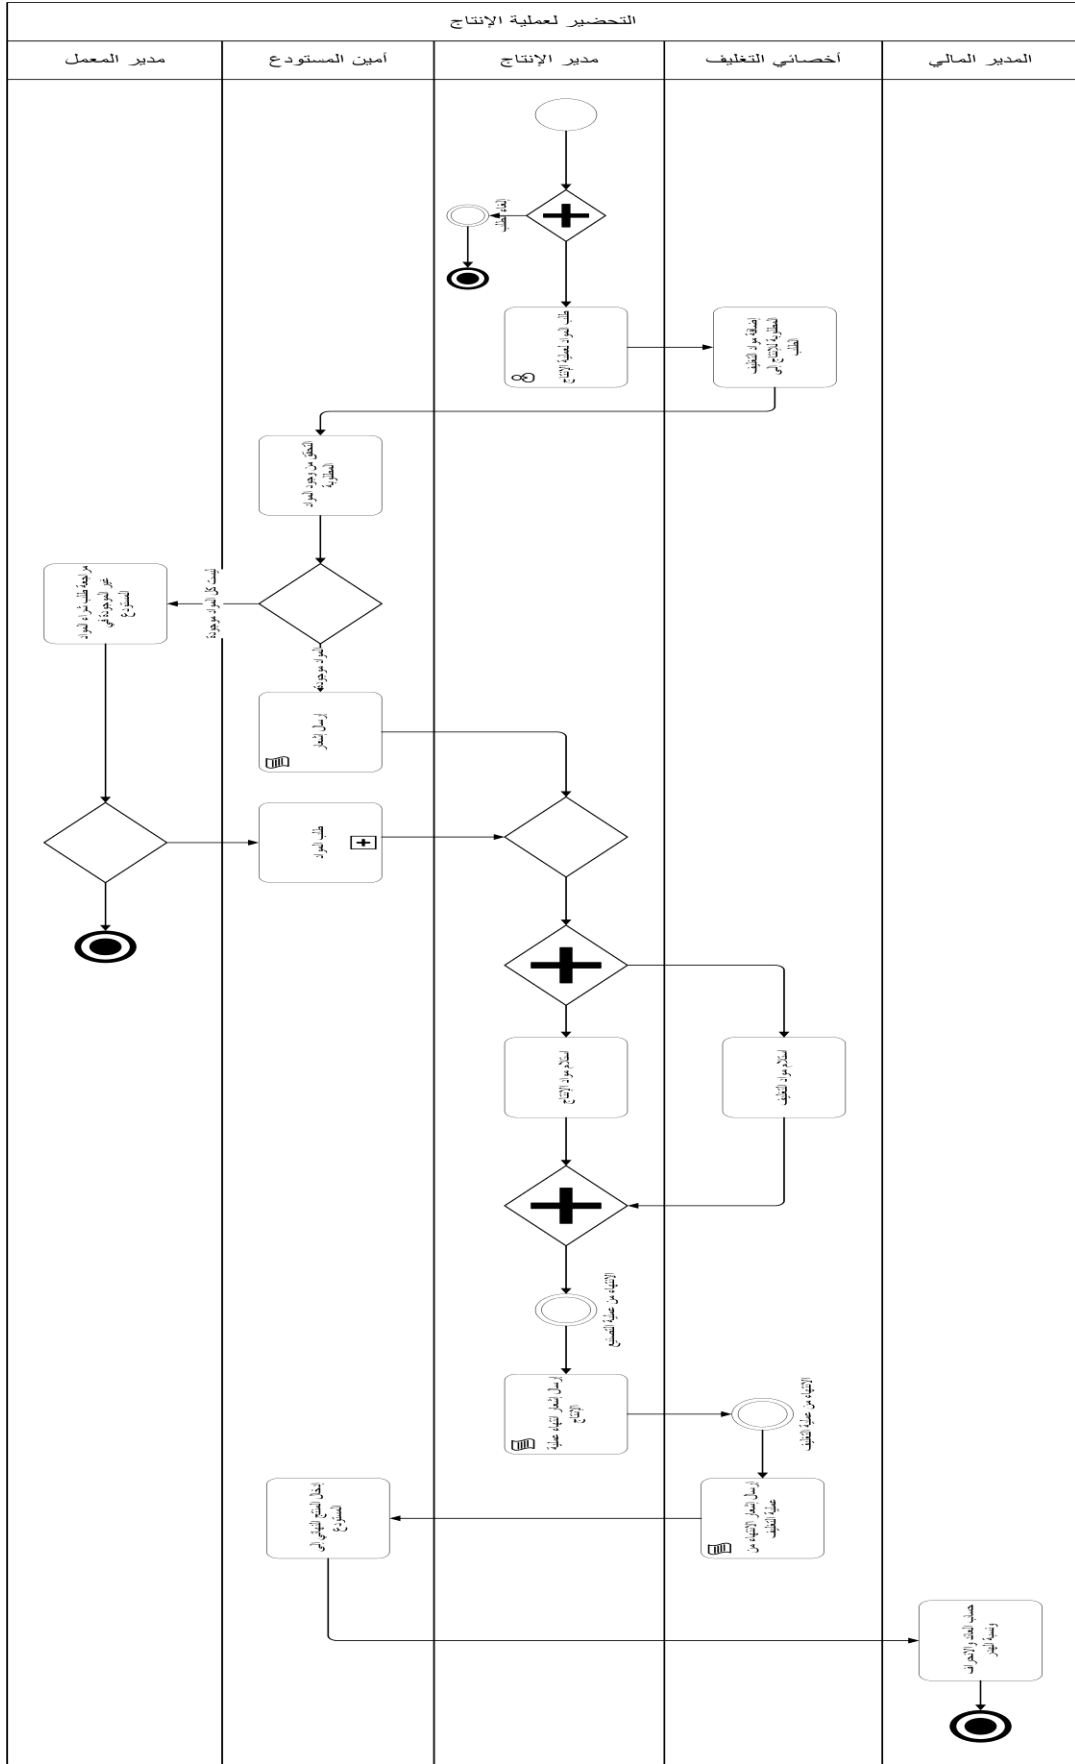 التحضير لعملية الإنتاج
المدير المالي
أخصائي التغليف
مدير الإنتاج
أمين المستودع
مدير المعمل
إلغاء الطلب
طلب المواد لعملية الإنتاج
إضافة مواد التغليف
المطلوبة للإنتاج إلى
الطلب
التحقق من وجود المواد
المطلوبة
ليست كل المواد موجودة
مراجعة طلب شراء المواد
غير الموجودة في
المستودع
المواد موجودة
إرسال إشعار
طلب المواد
استلام مواد الإنتاج
استلام مواد التغليف
الانتهاء من عملية التصنيع
إرسال إشعار انتهاء عملية
الإنتاج
الانتهاء من عملية التغليف
إرسال إشعار الانتهاء من
عملية التغليف
إدخال المنتج النهائي إلى
المستودع
حساب العائد والانحراف
ونسبة الهدر